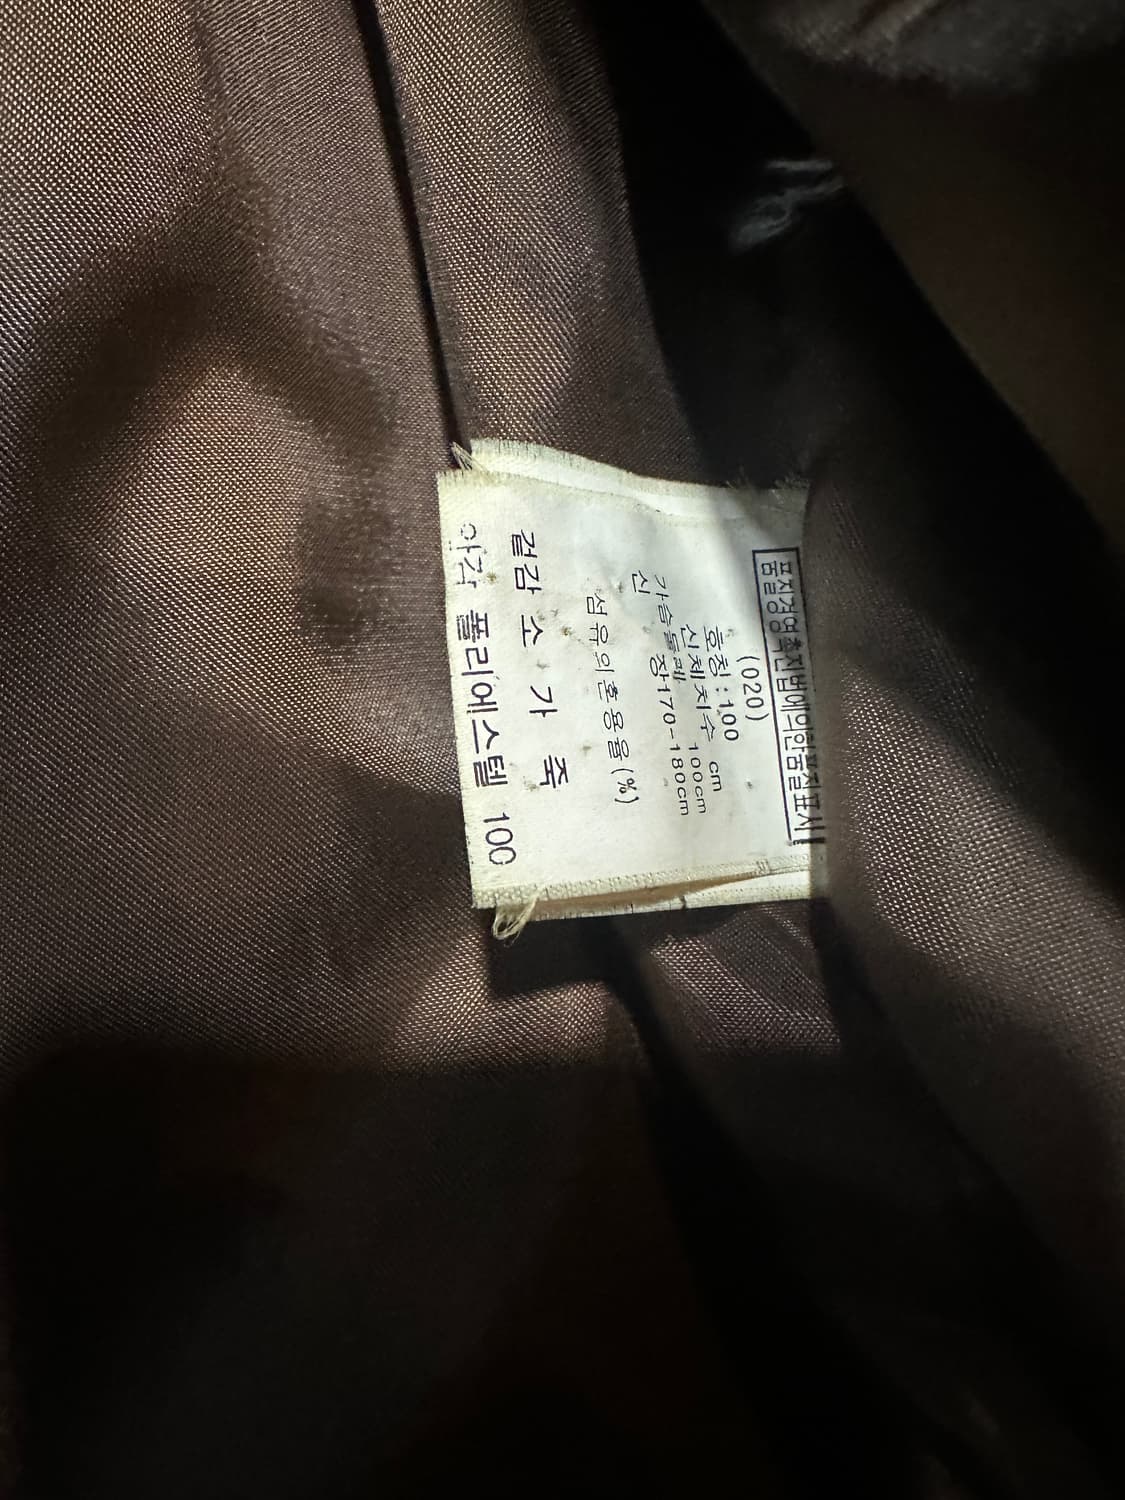 품질경영촉진법에의한품질표시
(020)
호칭:100
신체치수 cm
가슴둘레 100cm
신 장170-180cm
섬유의혼용율(%)
겉감 소 가 죽
안감 폴리에스텔 100